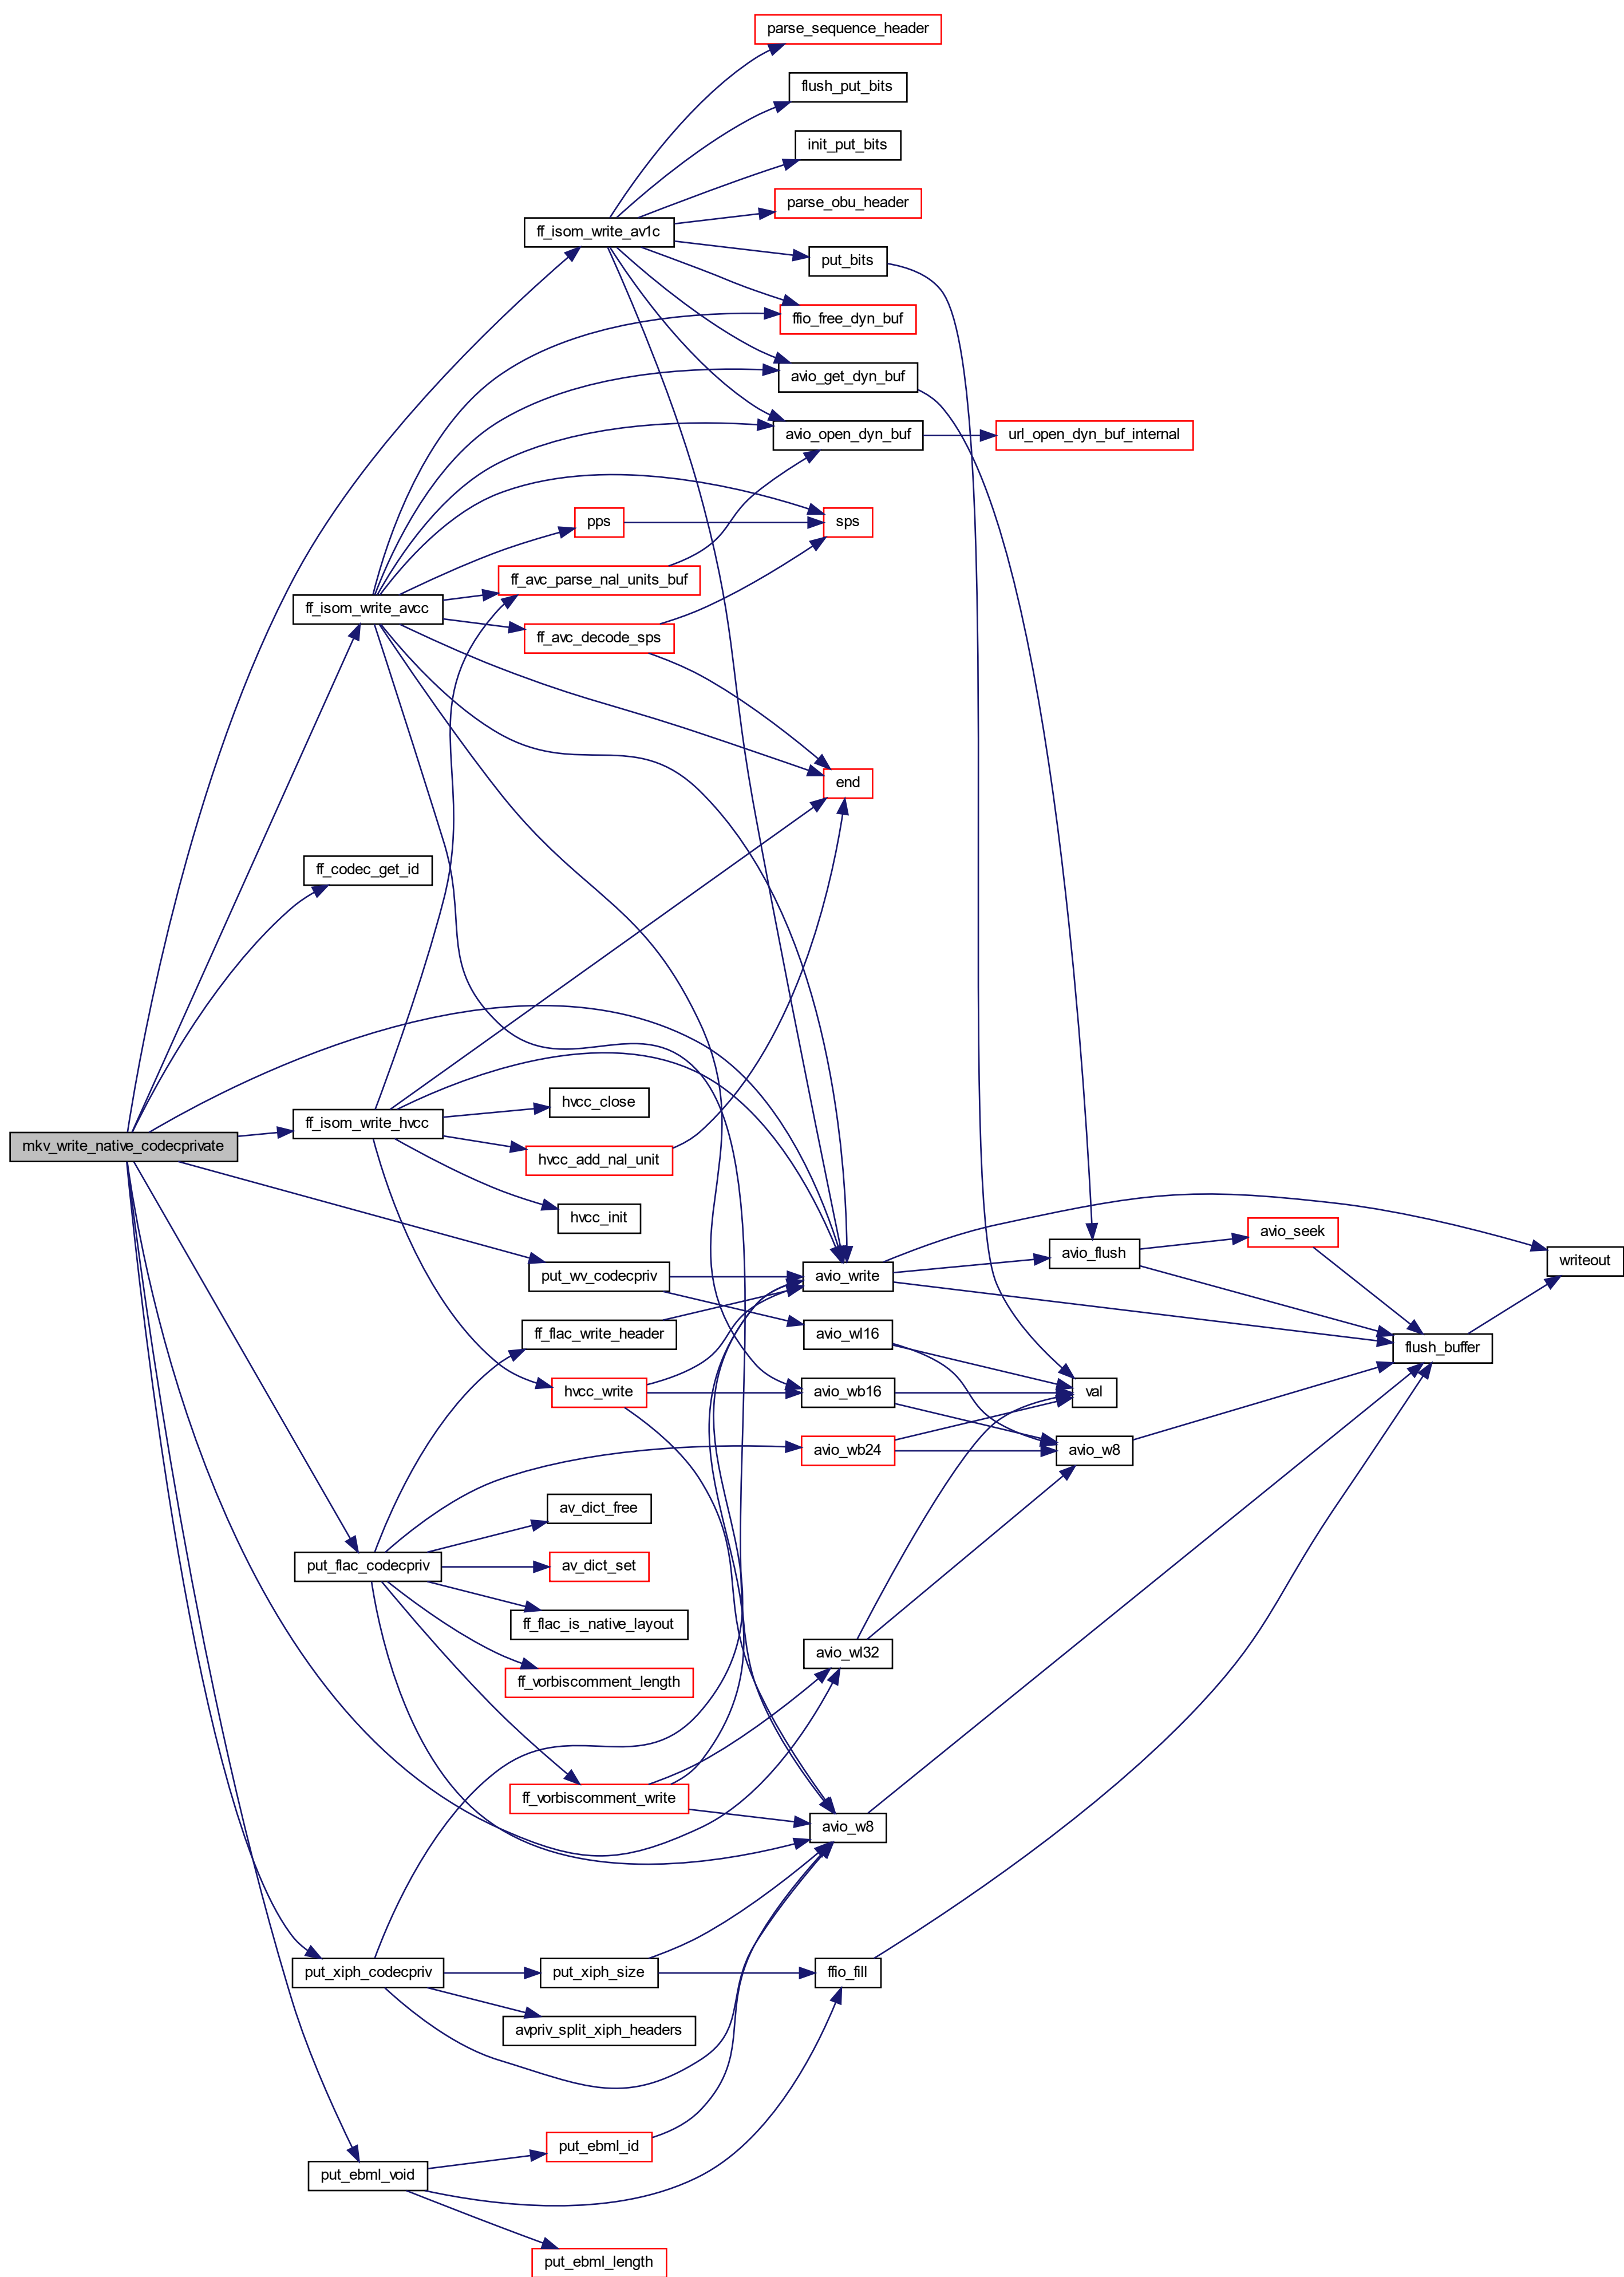 parse_sequence_header
flush_put_bits
init_put_bits
parse_obu_header
ff_isom_write_av1c
put_bits
ffio_free_dyn_buf
avio_get_dyn_buf
avio_open_dyn_buf
url_open_dyn_buf_internal
pps
sps
ff_avc_parse_nal_units_buf
ff_isom_write_avcc
ff_avc_decode_sps
end
ff_codec_get_id
hvcc_close
ff_isom_write_hvcc
mkv_write_native_codecprivate
hvcc_add_nal_unit
hvcc_init
avio_seek
avio_flush
writeout
put_wv_codecpriv
avio_write
ff_flac_write_header
avio_wl16
flush_buffer
hvcc_write
avio_wb16
val
avio_wb24
avio_w8
av_dict_free
put_flac_codecpriv
av_dict_set
ff_flac_is_native_layout
avio_wl32
ff_vorbiscomment_length
ff_vorbiscomment_write
avio_w8
put_xiph_codecpriv
put_xiph_size
ffio_fill
avpriv_split_xiph_headers
put_ebml_id
put_ebml_void
put_ebml_length